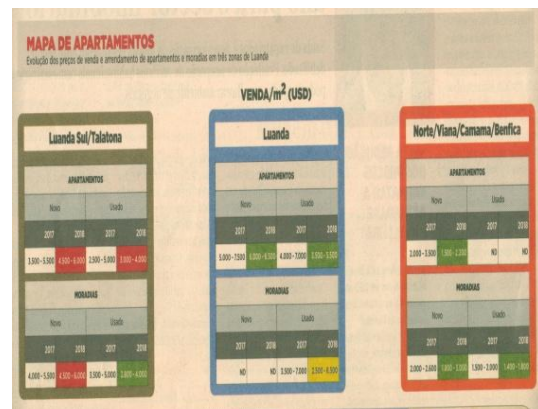 MAPA DE APARTAMENTOS
Evolução dos preços de venda e arrendamento de apartamentos e moradias em três zonas de Luanda
VENDA/m² (USD)
Luanda Sul/Talatona
APARTAMENTOS
Novo Usado
2017 2018 2017 2018
3.500 - 5.500 4.500 - 6.000 2.500 - 5.000 3.000 - 4.000
MORADIAS
Novo Usado
2017 2018 2017 2018
4.000 - 5.500 4.500 - 6.000 3.500 - 5.000
Luanda
APARTAMENTOS
Novo Usado
2017 2018 2017 2018
5.000 - 7.500 4.000 - 7.000
MORADIAS
Novo Usado
2017 2018 2017 2018
ND ND 3.500 - 7.000 2.500 - 8.500
Norte/Viana/Camama/Benfica
APARTAMENTOS
Novo Usado
2017 2018 2017 2018
2.000 - 3.500 ND ND
MORADIAS
Novo Usado
2017 2018 2017 2018
2.000 - 2.600 1.500 - 2.000 1.400 - 1.800